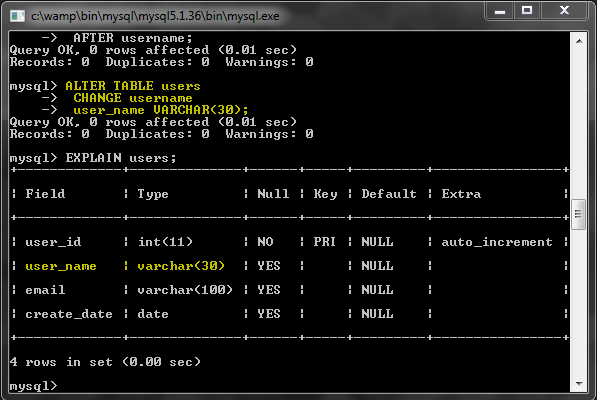 c:\wamp\bin\mysql\mysql5.1.36\bin\mysql.exe
    ->  AFTER username;
Query OK, 0 rows affected (0.01 sec)
Records: 0  Duplicates: 0  Warnings: 0

mysql> ALTER TABLE users
    ->  CHANGE username
    ->  user_name VARCHAR(30);
Query OK, 0 rows affected (0.01 sec)
Records: 0  Duplicates: 0  Warnings: 0

mysql> EXPLAIN users;
+-------------+--------------+------+-----+---------+----------------+
¦ Field       ¦ Type         ¦ Null ¦ Key ¦ Default ¦ Extra          ¦
+-------------+--------------+------+-----+---------+----------------+
¦ user_id     ¦ int(11)      ¦ NO   ¦ PRI ¦ NULL    ¦ auto_increment ¦
¦ user_name   ¦ varchar(30)  ¦ YES  ¦     ¦ NULL    ¦                ¦
¦ email       ¦ varchar(100) ¦ YES  ¦     ¦ NULL    ¦                ¦
¦ create_date ¦ date         ¦ YES  ¦     ¦ NULL    ¦                ¦
+-------------+--------------+------+-----+---------+----------------+
4 rows in set (0.00 sec)

mysql>